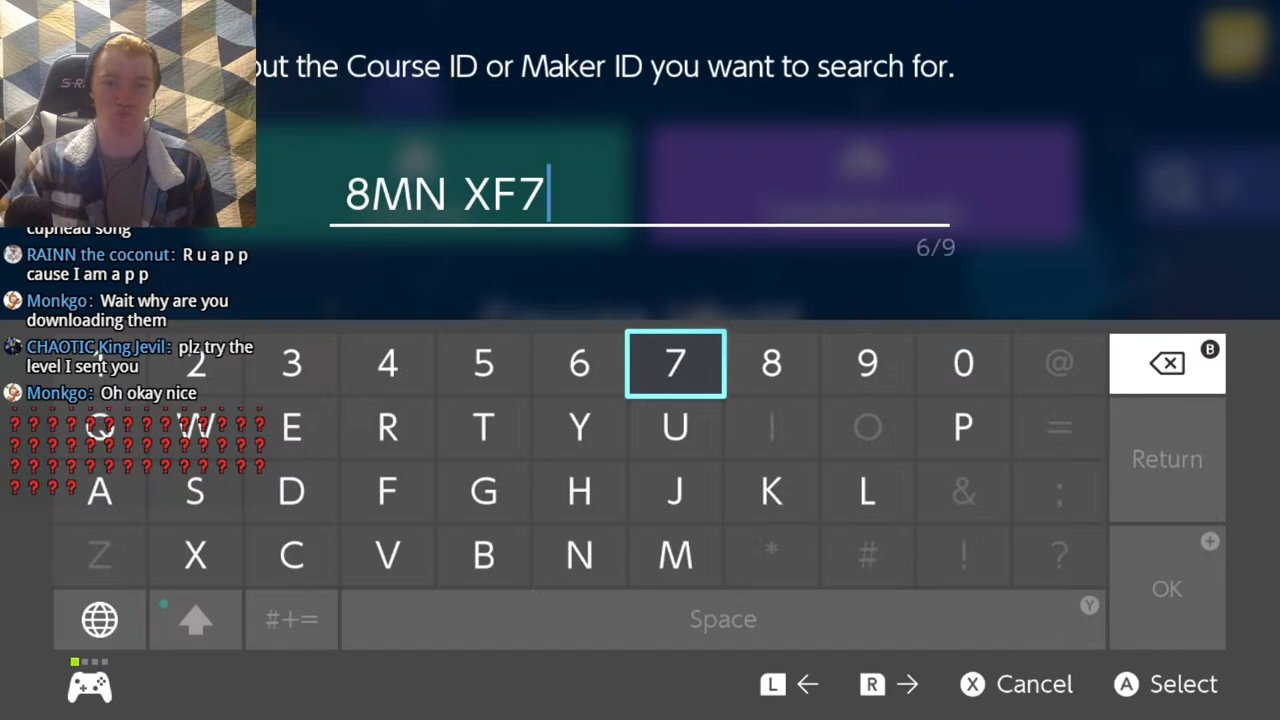 out the Course ID or Maker ID you want to search for.
S-R
8MN XF7
6/9
cuphead song
RAINN the coconut: R u a p p
cause I am a p p
Monkgo: Wait why are you
downloading them
CHAOTIC King Jevil: plz try the
level I sent you
Monkgo: Oh okay nice
? ? ? ? ? ? ? ? ? ? ? ? ? ?
? ? ? ? ? ? ? ? ? ? ? ? ? ?
? ? ? ? ? ? ? ? ? ? ? ? ? ?
? ? ? ?
2 3 4 5 6 7 8 9 0 @ B
Q W E R T Y U I O P =
Return
A S D F G H J K L & ;
Z X C V B N M * # ! ? +
OK
#+= Space Y
L ← R → X Cancel A Select